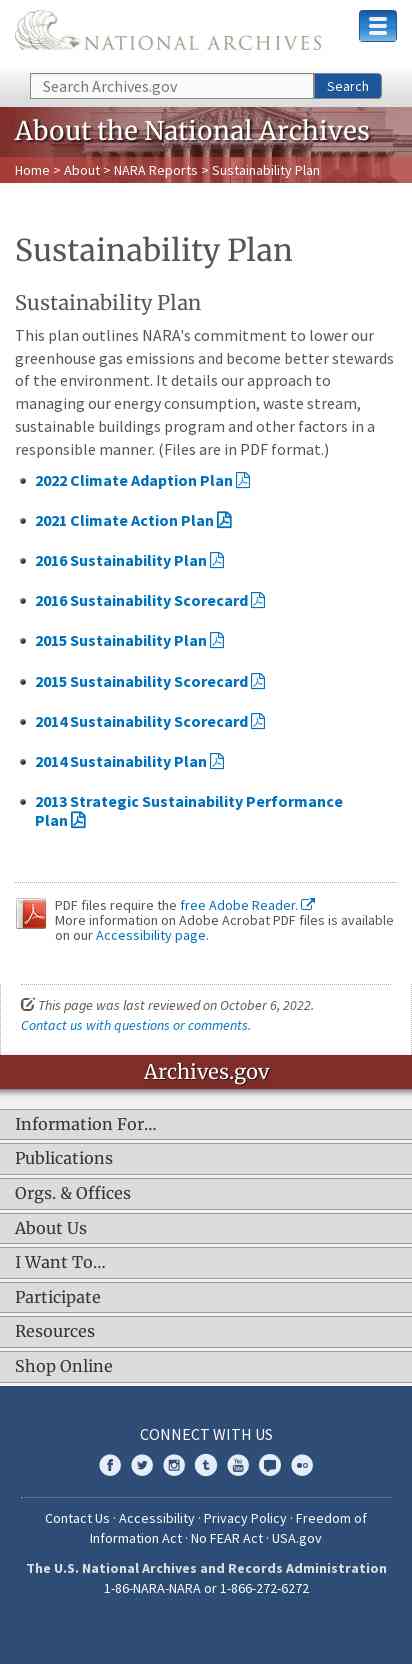 NATIONAL ARCHIVES
Search Archives.gov
Search
About the National Archives
Home > About > NARA Reports > Sustainability Plan
Sustainability Plan
Sustainability Plan
This plan outlines NARA's commitment to lower our
greenhouse gas emissions and become better stewards
of the environment. It details our approach to
managing our energy consumption, waste stream,
sustainable buildings program and other factors in a
responsible manner. (Files are in PDF format.)
2022 Climate Adaption Plan
2021 Climate Action Plan
2016 Sustainability Plan
2016 Sustainability Scorecard
2015 Sustainability Plan
2015 Sustainability Scorecard
2014 Sustainability Scorecard
2014 Sustainability Plan
2013 Strategic Sustainability Performance
Plan
PDF files require the free Adobe Reader.
More information on Adobe Acrobat PDF files is available
on our Accessibility page.
This page was last reviewed on October 6, 2022.
Contact us with questions or comments.
Archives.gov
Information For…
Publications
Orgs. & Offices
About Us
I Want To…
Participate
Resources
Shop Online
CONNECT WITH US
Contact Us · Accessibility · Privacy Policy · Freedom of
Information Act · No FEAR Act · USA.gov
The U.S. National Archives and Records Administration
1-86-NARA-NARA or 1-866-272-6272